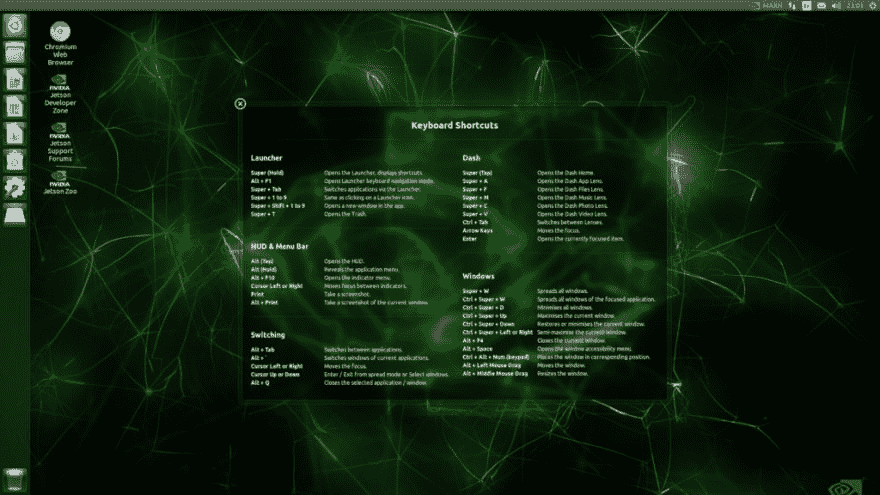 MAXN
23:03
Chromium
Web
Browser
NVIDIA
Jetson
Developer
Zone
NVIDIA
Jetson
Support
Forums
NVIDIA
Jetson Zoo
Keyboard Shortcuts
Launcher
Super (Hold) Opens the Launcher, displays shortcuts.
Alt + F1 Opens Launcher keyboard navigation mode.
Super + Tab Switches applications via the Launcher.
Super + 1 to 9 Same as clicking on a Launcher icon.
Super + Shift + 1 to 9 Opens a new window in the app.
Super + T Opens the Trash.
HUD & Menu Bar
Alt (Tap) Opens the HUD.
Alt (Hold) Reveals the application menu.
Alt + F10 Opens the indicator menu.
Cursor Left or Right Moves focus between indicators.
Print Take a screenshot.
Alt + Print Take a screenshot of the current window.
Switching
Alt + Tab Switches between applications.
Alt + ` Switches windows of current applications.
Cursor Left or Right Moves the focus.
Cursor Up or Down Enter / Exit from spread mode or Select windows.
Alt + Q Closes the selected application / window.
Dash
Super (Tap) Opens the Dash Home.
Super + A Opens the Dash App Lens.
Super + F Opens the Dash Files Lens.
Super + M Opens the Dash Music Lens.
Super + C Opens the Dash Photo Lens.
Super + V Opens the Dash Video Lens.
Ctrl + Tab Switches between Lenses.
Arrow Keys Moves the focus.
Enter Opens the currently focused item.
Windows
Super + W Spreads all windows.
Ctrl + Super + W Spreads all windows of the focused application.
Ctrl + Super + D Minimises all windows.
Ctrl + Super + Up Maximises the current window.
Ctrl + Super + Down Restores or minimises the current window.
Ctrl + Super + Left or Right Semi-maximise the current window.
Alt + F4 Closes the current window.
Alt + Space Opens the window accessibility menu.
Ctrl + Alt + Num (keypad) Places the window in corresponding position.
Alt + Left Mouse Drag Moves the window.
Alt + Middle Mouse Drag Resizes the window.